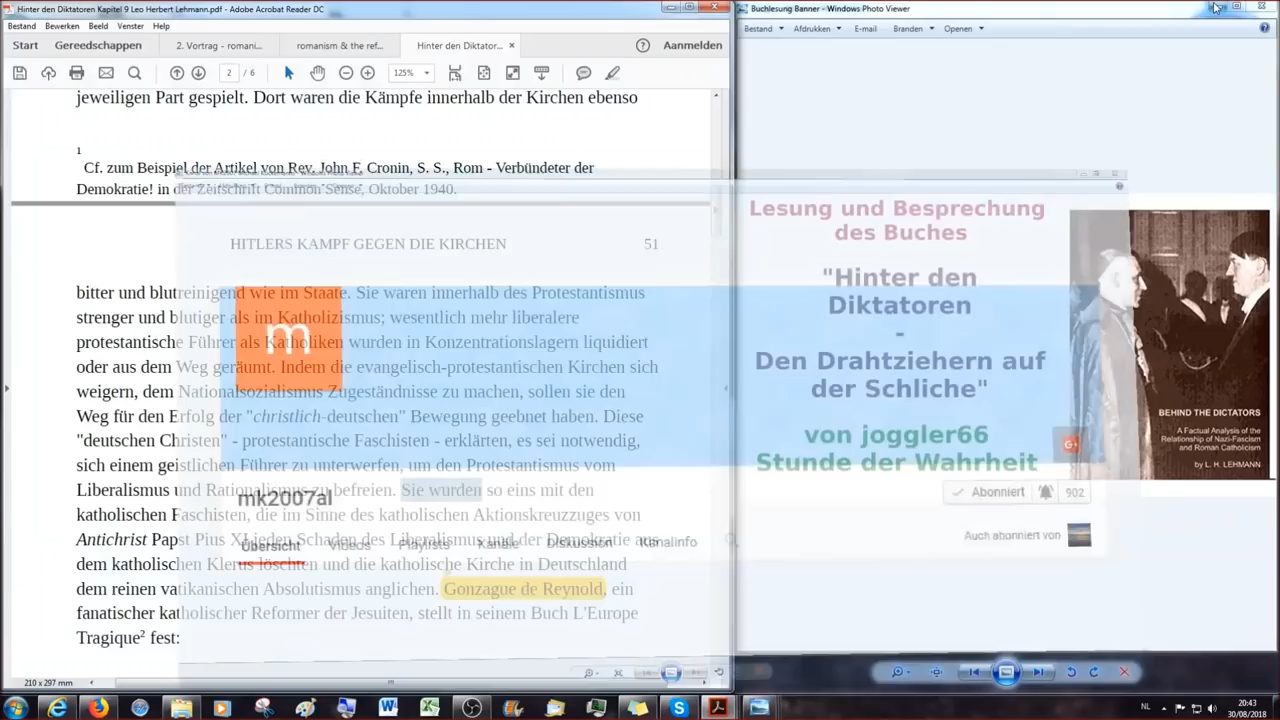 Hinter den Diktatoren Kapitel 9 Leo Herbert Lehmann.pdf - Adobe Acrobat Reader DC
Bestand Bewerken Beeld Venster Help
Start Gereedschappen 2. Vortrag - romani... romanism & the ref... Hinter den Diktator... × Aanmelden
2 / 6 125%
jeweiligen Part gespielt. Dort waren die Kämpfe innerhalb der Kirchen ebenso
1
Cf. zum Beispiel der Artikel von Rev. John F. Cronin, S. S., Rom - Verbündeter der
Demokratie! in der Zeitschrift Common Sense, Oktober 1940.
HITLERS KAMPF GEGEN DIE KIRCHEN 51
bitter und blutreinigend wie im Staate. Sie waren innerhalb des Protestantismus
strenger und blutiger als im Katholizismus; wesentlich mehr liberalere
protestantische Führer als Katholiken wurden in Konzentrationslagern liquidiert
oder aus dem Weg geräumt. Indem die evangelisch-protestantischen Kirchen sich
weigern, dem Nationalsozialismus Zugeständnisse zu machen, sollen sie den
Weg für den Erfolg der "christlich-deutschen" Bewegung geebnet haben. Diese
"deutschen Christen" - protestantische Faschisten - erklärten, es sei notwendig,
sich einem geistlichen Führer zu unterwerfen, um den Protestantismus vom
Liberalismus und Rationalismus zu befreien. Sie wurden so eins mit den
katholischen Faschisten, die im Sinne des katholischen Aktionskreuzzuges von
Antichrist Papst Pius XI jeden Schaden des Liberalismus und der Demokratie aus
dem katholischen Klerus löschten und die katholische Kirche in Deutschland
dem reinen vatikanischen Absolutismus anglichen. Gonzague de Reynold, ein
fanatischer katholischer Reformer der Jesuiten, stellt in seinem Buch L'Europe
Tragique² fest:
210 x 297 mm
m
mk2007al
Übersicht Videos Playlists Kanäle Diskussion Kanalinfo
Buchlesung Banner - Windows Photo Viewer
Bestand Afdrukken E-mail Branden Openen
Lesung und Besprechung
des Buches
"Hinter den
Diktatoren
-
Den Drahtziehern auf
der Schliche"
von joggler66
Stunde der Wahrheit
BEHIND THE DICTATORS
A Factual Analysis of the
Relationship of Nazi-Fascism
and Roman Catholicism
by L. H. LEHMANN
G+
Abonniert 902
Auch abonniert von
NL
20:43
30/08/2018